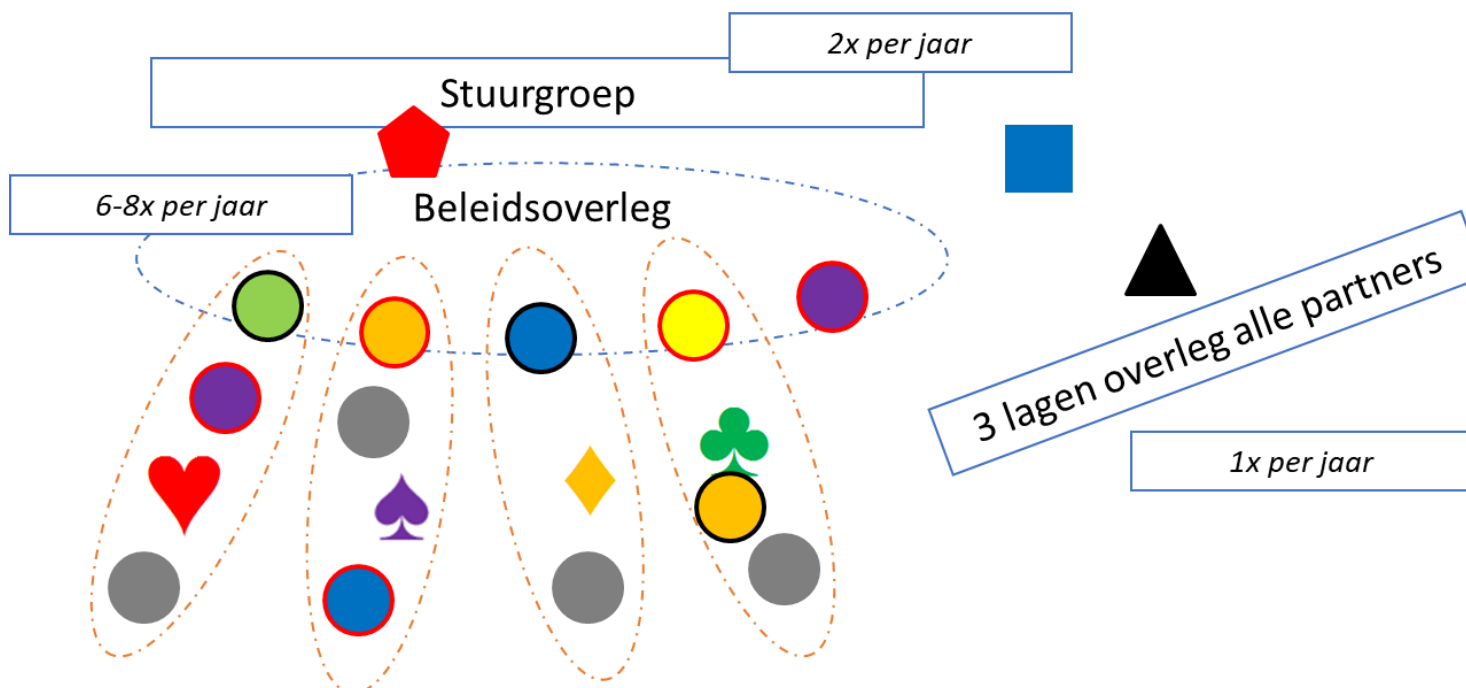 2x per jaar
Stuurgroep
6-8x per jaar
Beleidsoverleg
3 lagen overleg alle partners
1x per jaar